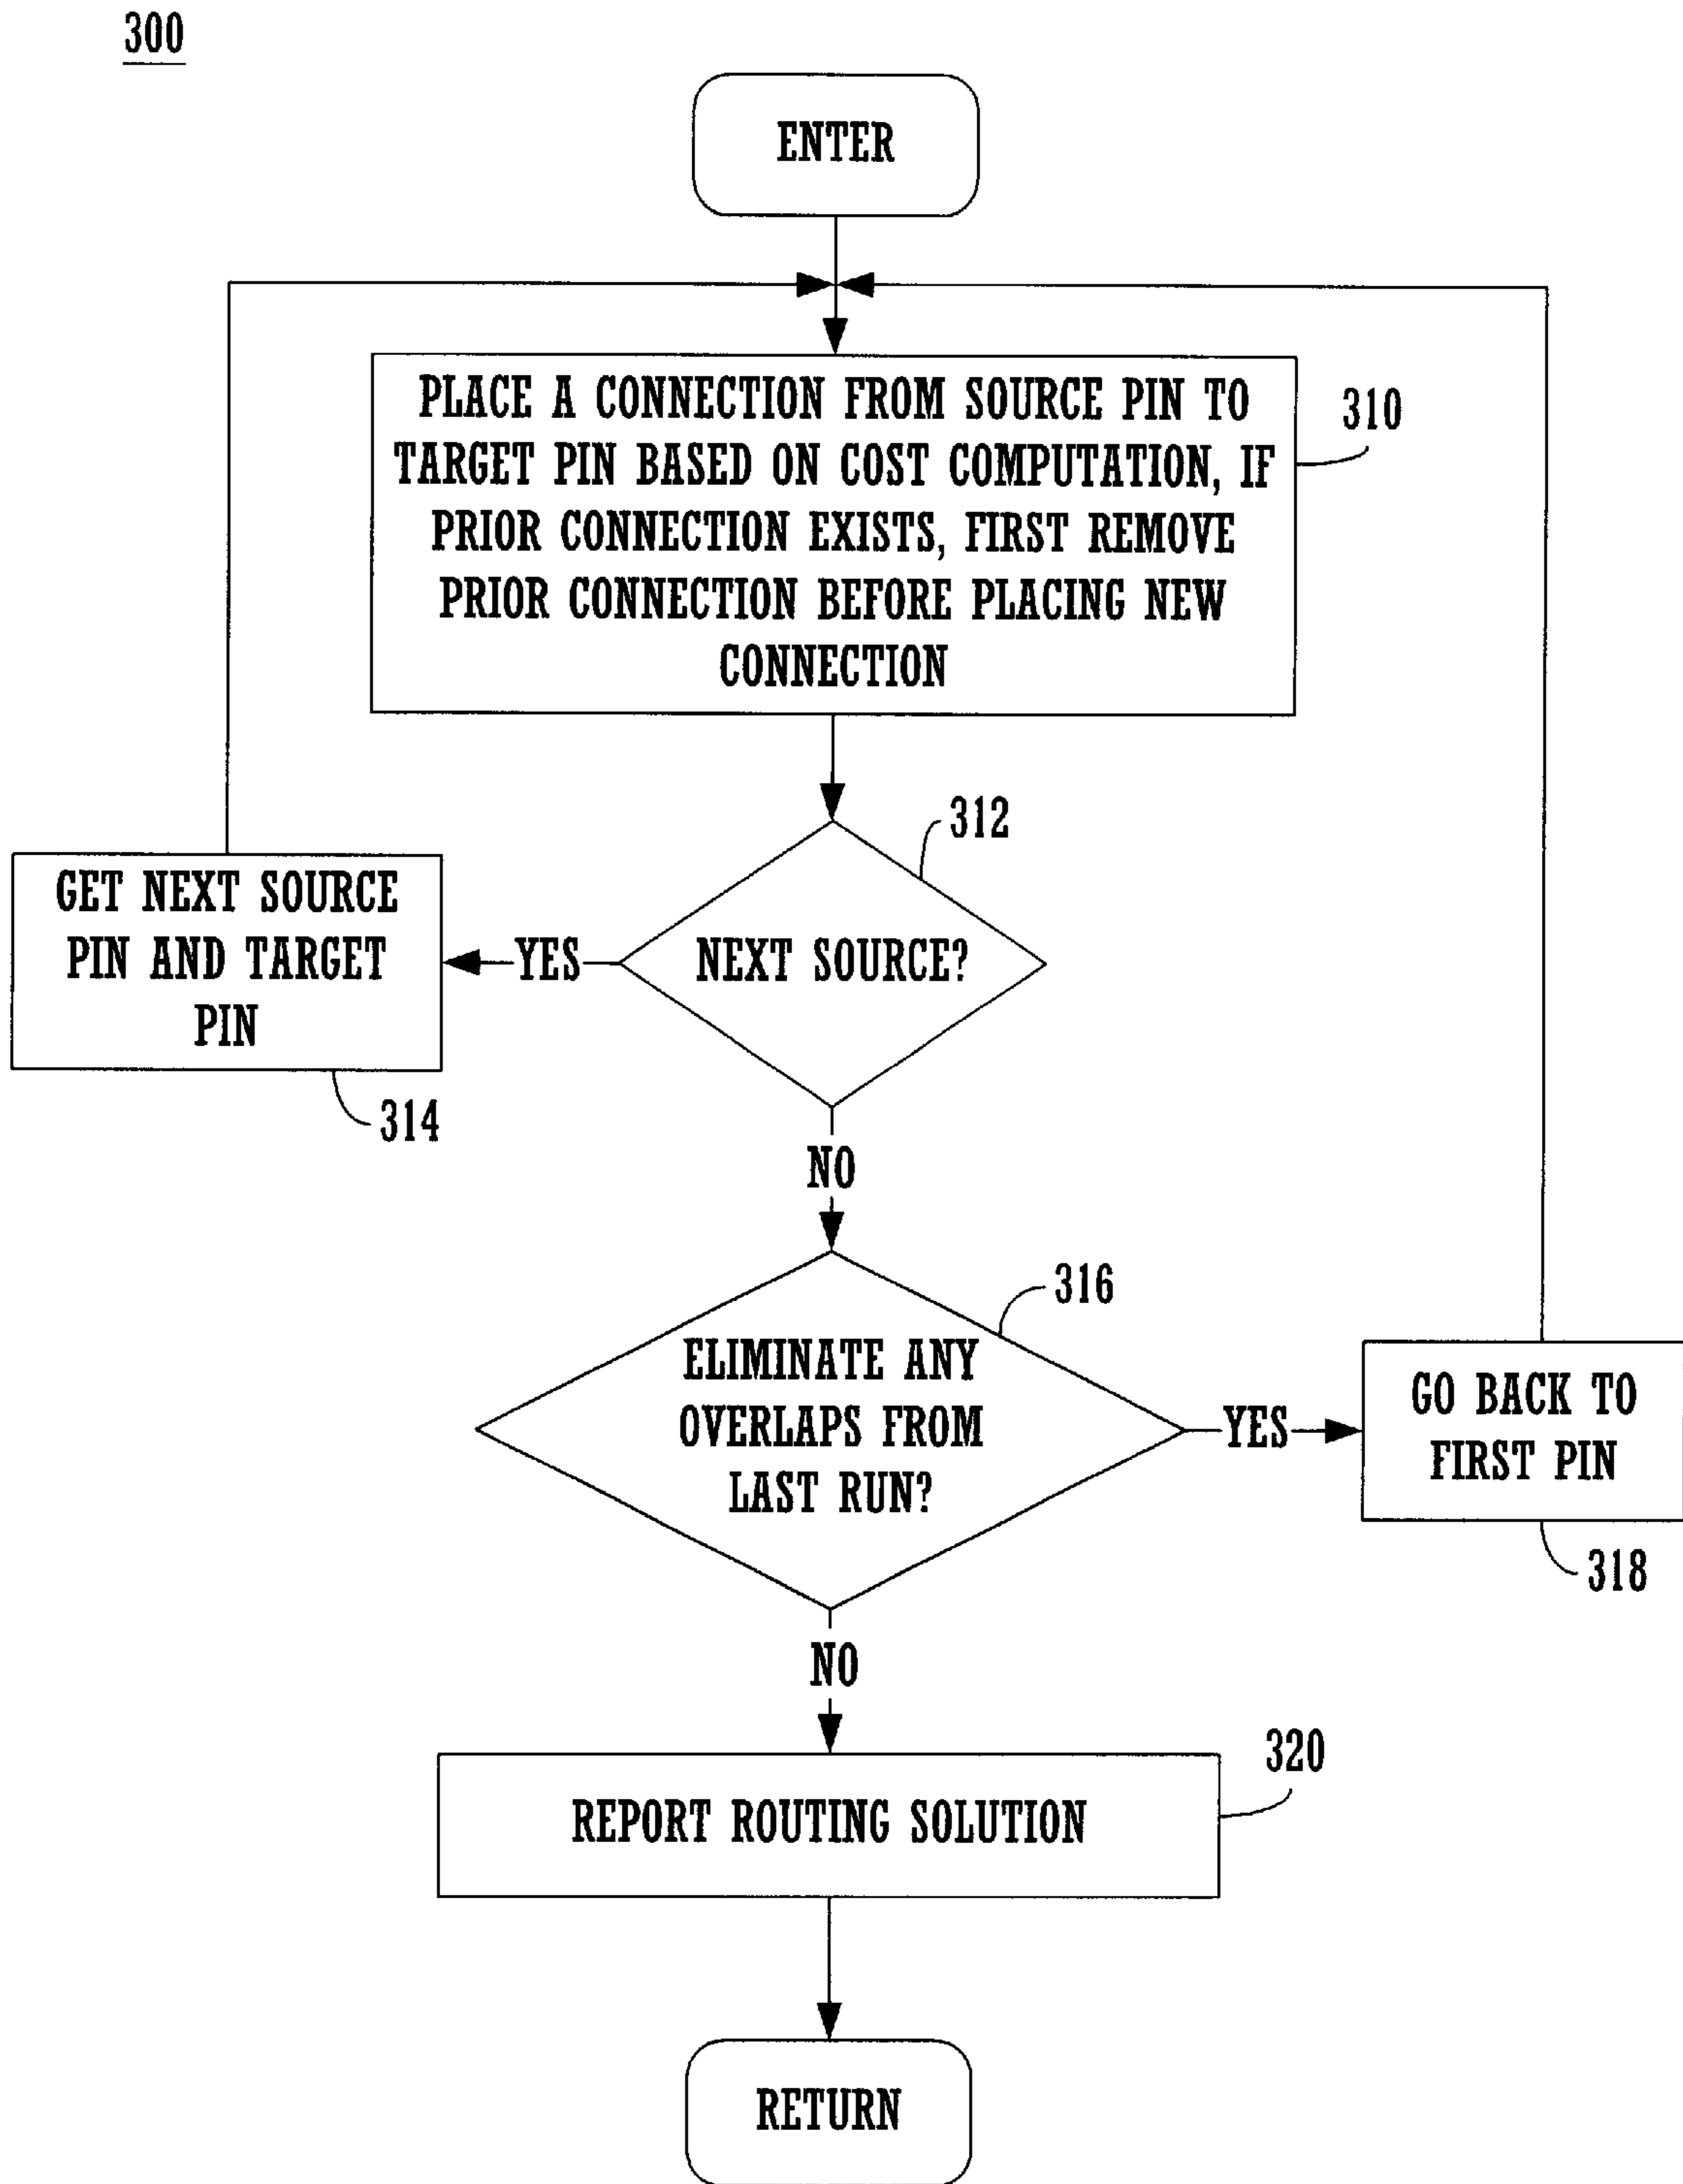 300
ENTER
PLACE A CONNECTION FROM SOURCE PIN TO
TARGET PIN BASED ON COST COMPUTATION, IF
PRIOR CONNECTION EXISTS, FIRST REMOVE
PRIOR CONNECTION BEFORE PLACING NEW
CONNECTION
310
312
NEXT SOURCE?
YES
GET NEXT SOURCE
PIN AND TARGET
PIN
314
NO
316
ELIMINATE ANY
OVERLAPS FROM
LAST RUN?
YES
GO BACK TO
FIRST PIN
318
NO
320
REPORT ROUTING SOLUTION
RETURN